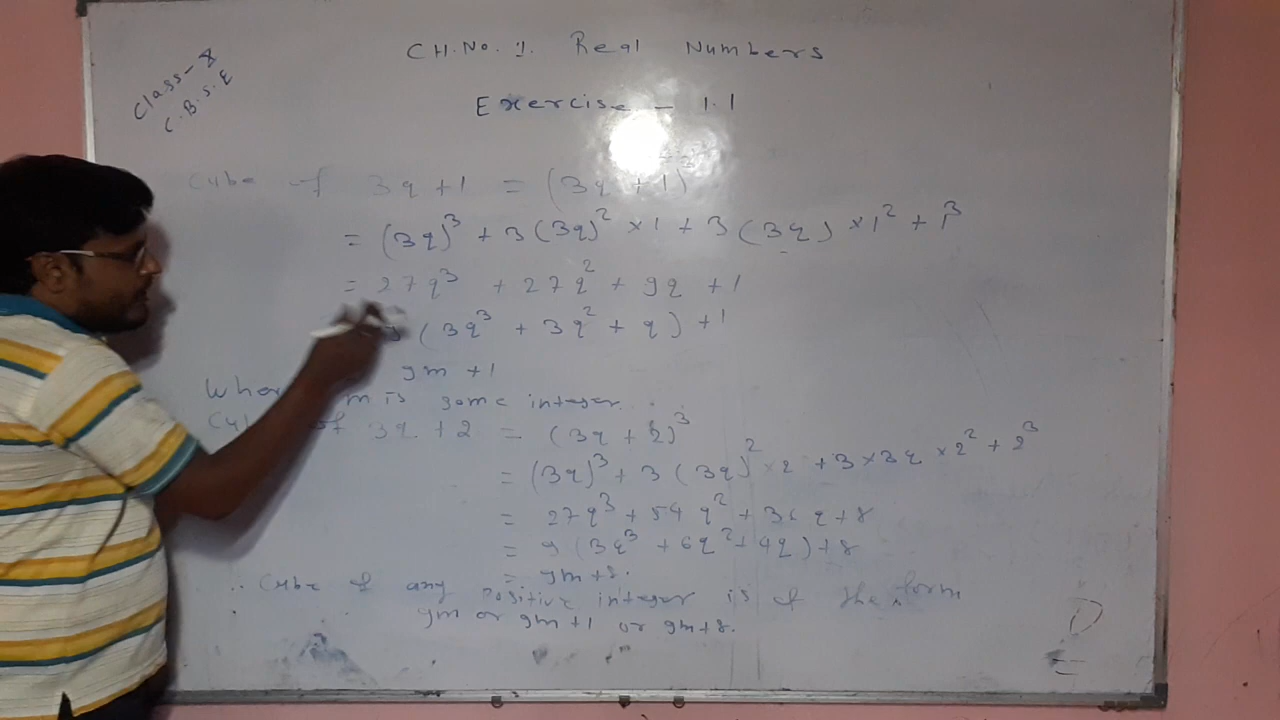 CH.No. 1. Real Numbers
Class - X
C.B.S.E
Exercise - 1.1
Cube of 3q + 1 = (3q + 1)³
= (3q)³ + 3(3q)² × 1 + 3(3q) × 1² + 1³
= 27q³ + 27q² + 9q + 1
(3q³ + 3q² + q) + 1
9m + 1
m is some integer.
of 3q + 2 = (3q + 2)³
= (3q)³ + 3(3q)² × 2 + 3 × 3q × 2² + 2³
= 27q³ + 54q² + 36q + 8
= 9(3q³ + 6q² + 4q) + 8
= 9m + 8.
∴ Cube of any positive integer is of the form
9m or 9m + 1 or 9m + 8.